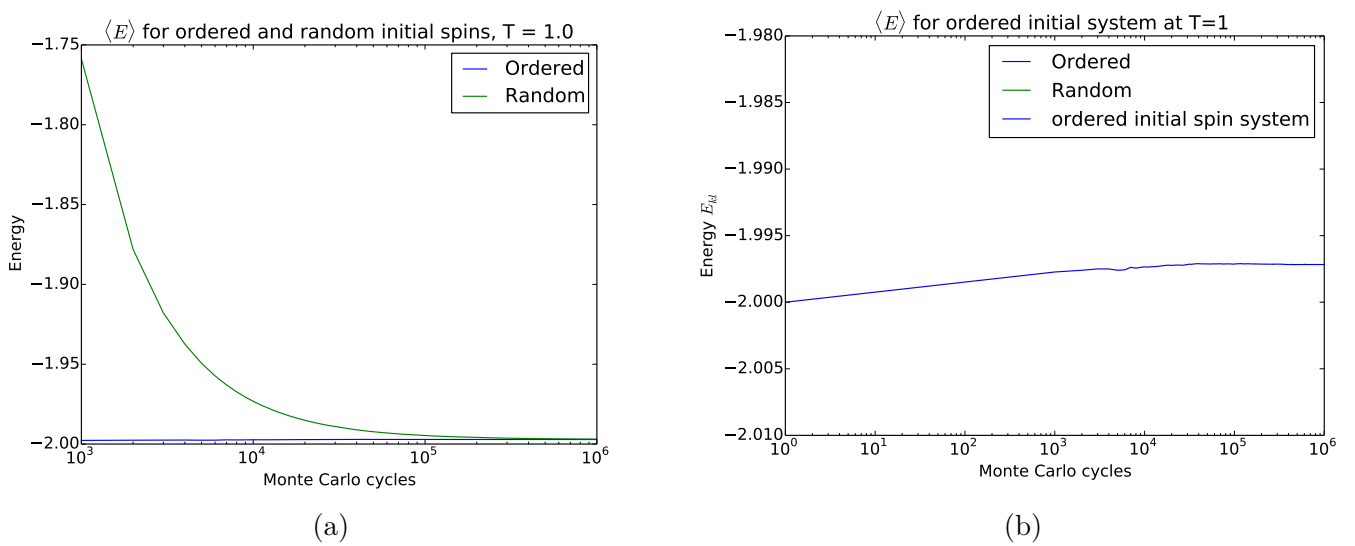 ⟨E⟩ for ordered and random initial spins, T = 1.0
Ordered
Random
−1.75
−1.80
−1.85
−1.90
−1.95
−2.00
Energy
10³ 10⁴ 10⁵ 10⁶
Monte Carlo cycles
(a)
⟨E⟩ for ordered initial system at T=1
Ordered
Random
ordered initial spin system
−1.980
−1.985
−1.990
−1.995
−2.000
−2.005
−2.010
Energy E_{kl}
10⁰ 10¹ 10² 10³ 10⁴ 10⁵ 10⁶
Monte Carlo cycles
(b)